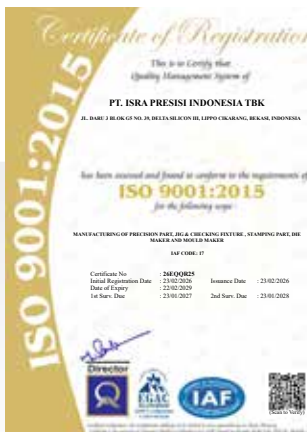 Certificate of Registration
This is to Certify that
Quality Management System of
PT. ISRA PRESISI INDONESIA TBK
JL. DARU 3 BLOK G5 NO. 39, DELTA SILICON III, LIPPO CIKARANG, BEKASI, INDONESIA
has been assessed and found to conform to the requirements of
ISO 9001:2015
for the following scope
MANUFACTURING OF PRECISION PART, JIG & CHECKING FIXTURE , STAMPING PART, DIE
MAKER AND MOULD MAKER
IAF CODE: 17
Certificate No : 26EQQR25
Initial Registration Date : 23/02/2026 Issuance Date : 23/02/2026
Date of Expiry : 22/02/2029
1st Surv. Due : 23/01/2027 2nd Surv. Due : 23/01/2028
Director
Q
EGAC
IAF
(Scan to Verify)
ISO 9001:2015